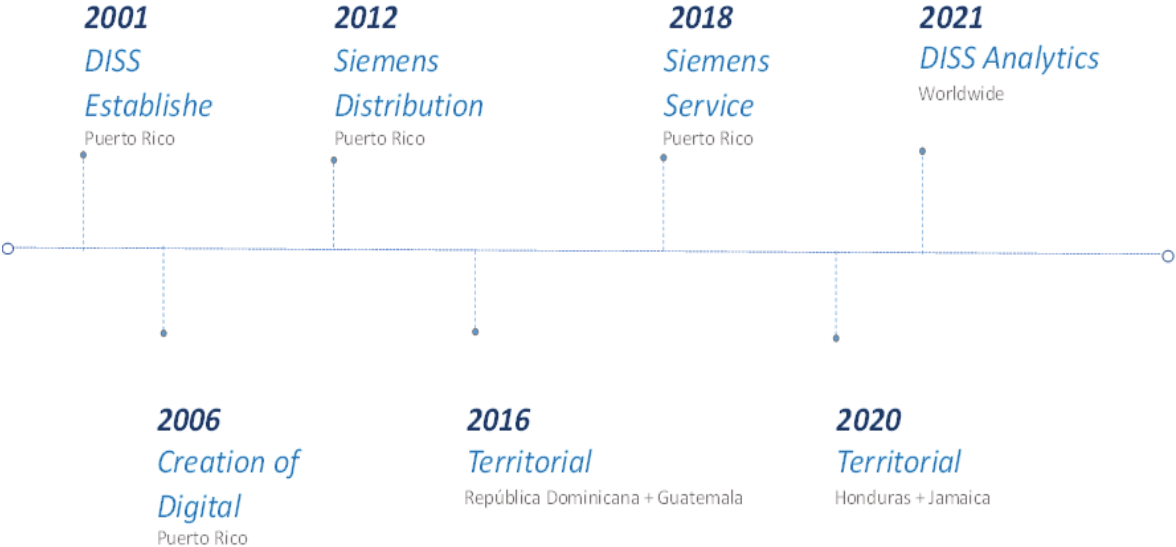 2001
DISS
Establishe
Puerto Rico
2012
Siemens
Distribution
Puerto Rico
2018
Siemens
Service
Puerto Rico
2021
DISS Analytics
Worldwide
2006
Creation of
Digital
Puerto Rico
2016
Territorial
República Dominicana + Guatemala
2020
Territorial
Honduras + Jamaica